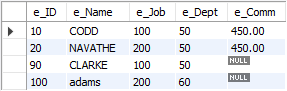 e_ID e_Name e_Job e_Dept e_Comm
10 CODD 100 50 450.00
20 NAVATHE 200 50 450.00
90 CLARKE 100 50 NULL
100 adams 200 60 NULL